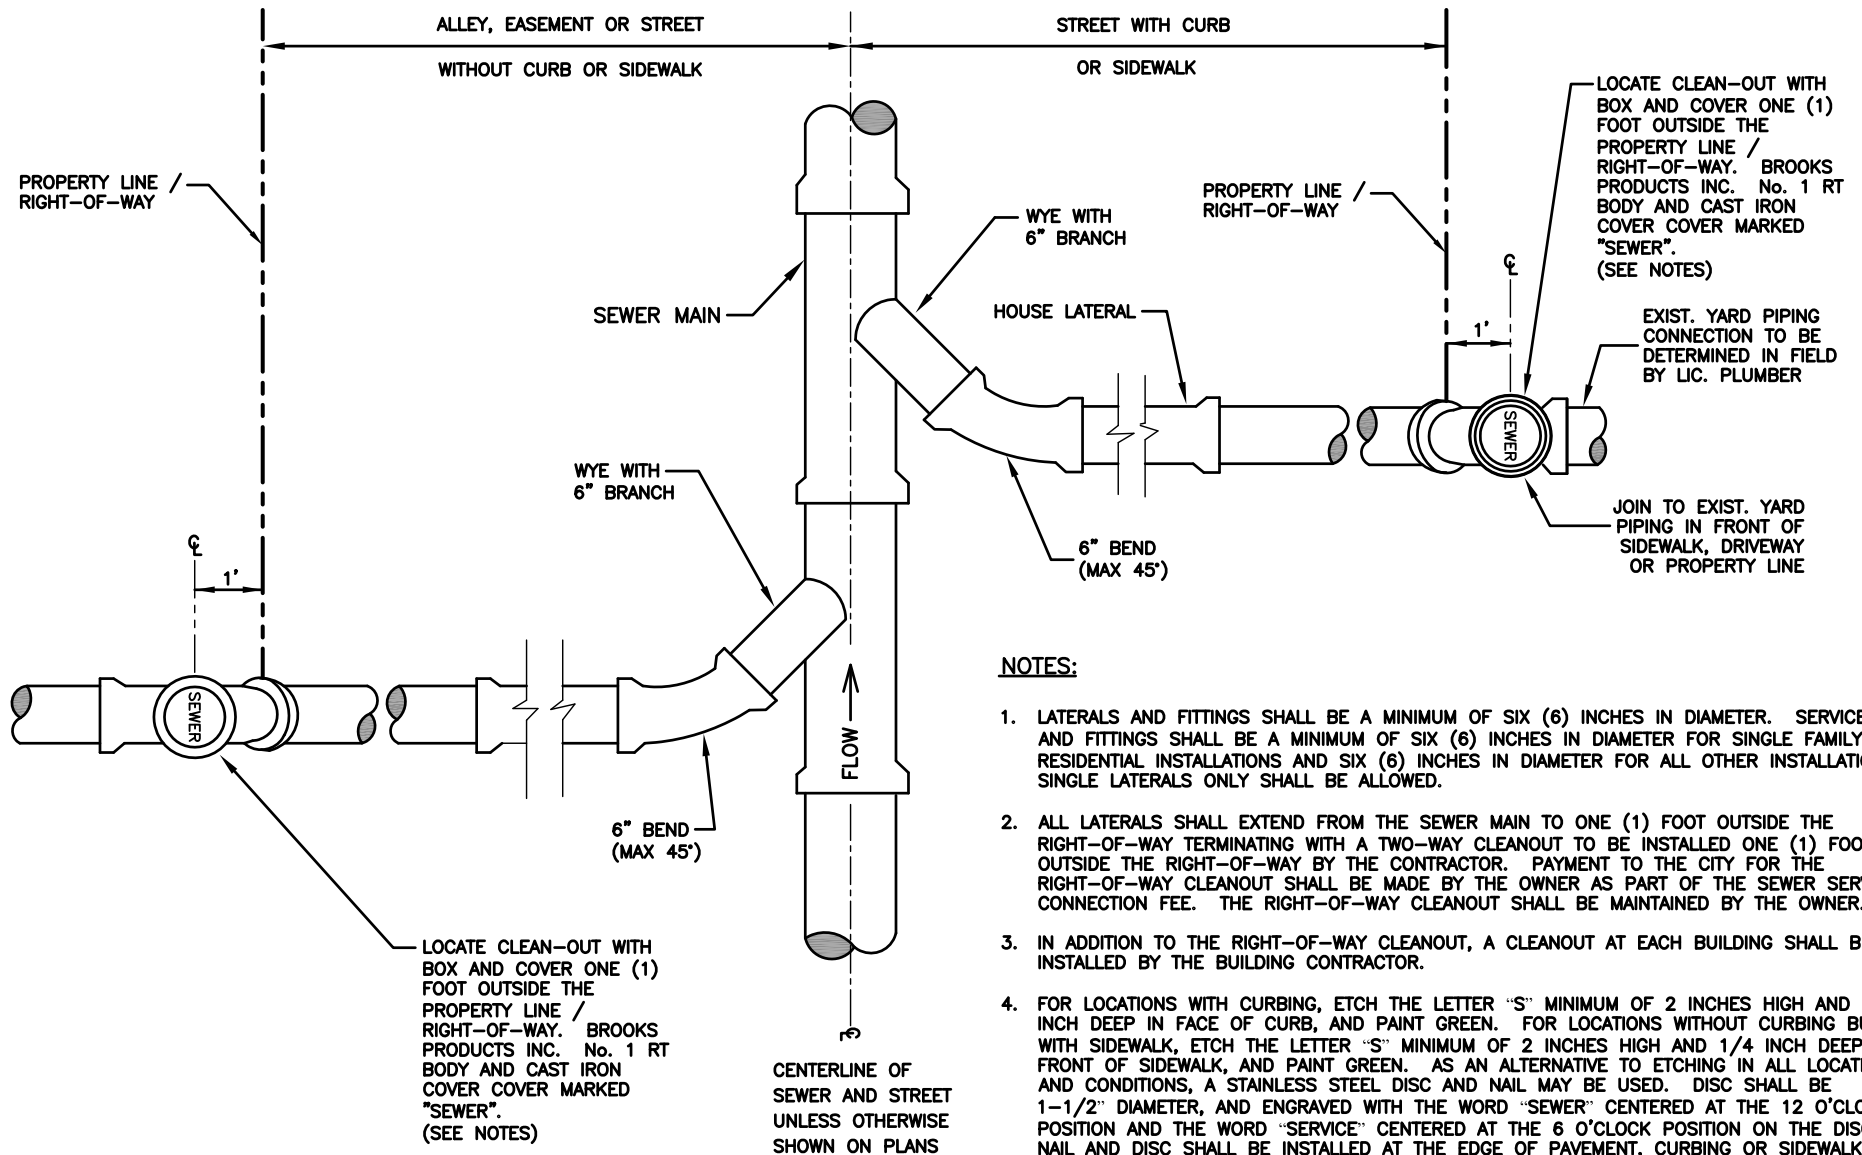 ALLEY, EASEMENT OR STREET
WITHOUT CURB OR SIDEWALK
STREET WITH CURB
OR SIDEWALK
PROPERTY LINE /
RIGHT-OF-WAY
SEWER MAIN
WYE WITH
6" BRANCH
PROPERTY LINE /
RIGHT-OF-WAY
LOCATE CLEAN-OUT WITH
BOX AND COVER ONE (1)
FOOT OUTSIDE THE
PROPERTY LINE /
RIGHT-OF-WAY. BROOKS
PRODUCTS INC. No. 1 RT
BODY AND CAST IRON
COVER COVER MARKED
"SEWER".
(SEE NOTES)
℄
1'
HOUSE LATERAL
EXIST. YARD PIPING
CONNECTION TO BE
DETERMINED IN FIELD
BY LIC. PLUMBER
SEWER
WYE WITH
6" BRANCH
6" BEND
(MAX 45°)
JOIN TO EXIST. YARD
PIPING IN FRONT OF
SIDEWALK, DRIVEWAY
OR PROPERTY LINE
℄
1'
SEWER
FLOW
6" BEND
(MAX 45°)
LOCATE CLEAN-OUT WITH
BOX AND COVER ONE (1)
FOOT OUTSIDE THE
PROPERTY LINE /
RIGHT-OF-WAY. BROOKS
PRODUCTS INC. No. 1 RT
BODY AND CAST IRON
COVER COVER MARKED
"SEWER".
(SEE NOTES)
℄
CENTERLINE OF
SEWER AND STREET
UNLESS OTHERWISE
SHOWN ON PLANS
NOTES:
1. LATERALS AND FITTINGS SHALL BE A MINIMUM OF SIX (6) INCHES IN DIAMETER. SERVICE
AND FITTINGS SHALL BE A MINIMUM OF SIX (6) INCHES IN DIAMETER FOR SINGLE FAMILY
RESIDENTIAL INSTALLATIONS AND SIX (6) INCHES IN DIAMETER FOR ALL OTHER
SINGLE LATERALS ONLY SHALL BE ALLOWED.
2. ALL LATERALS SHALL EXTEND FROM THE SEWER MAIN TO ONE (1) FOOT OUTSIDE THE
RIGHT-OF-WAY TERMINATING WITH A TWO-WAY CLEANOUT TO BE INSTALLED ONE (1)
OUTSIDE THE RIGHT-OF-WAY BY THE CONTRACTOR. PAYMENT TO THE CITY FOR THE
RIGHT-OF-WAY CLEANOUT SHALL BE MADE BY THE OWNER AS PART OF THE SEWER
CONNECTION FEE. THE RIGHT-OF-WAY CLEANOUT SHALL BE MAINTAINED BY THE OWNER.
3. IN ADDITION TO THE RIGHT-OF-WAY CLEANOUT, A CLEANOUT AT EACH BUILDING SHALL
INSTALLED BY THE BUILDING CONTRACTOR.
4. FOR LOCATIONS WITH CURBING, ETCH THE LETTER “S” MINIMUM OF 2 INCHES HIGH AND
INCH DEEP IN FACE OF CURB, AND PAINT GREEN. FOR LOCATIONS WITHOUT CURBING
WITH SIDEWALK, ETCH THE LETTER “S” MINIMUM OF 2 INCHES HIGH AND 1/4 INCH DEEP
FRONT OF SIDEWALK, AND PAINT GREEN. AS AN ALTERNATIVE TO ETCHING IN ALL
AND CONDITIONS, A STAINLESS STEEL DISC AND NAIL MAY BE USED. DISC SHALL BE
1-1/2” DIAMETER, AND ENGRAVED WITH THE WORD “SEWER” CENTERED AT THE 12
POSITION AND THE WORD “SERVICE” CENTERED AT THE 6 O'CLOCK POSITION ON THE
NAIL AND DISC SHALL BE INSTALLED AT THE EDGE OF PAVEMENT, CURBING OR SIDEWALK